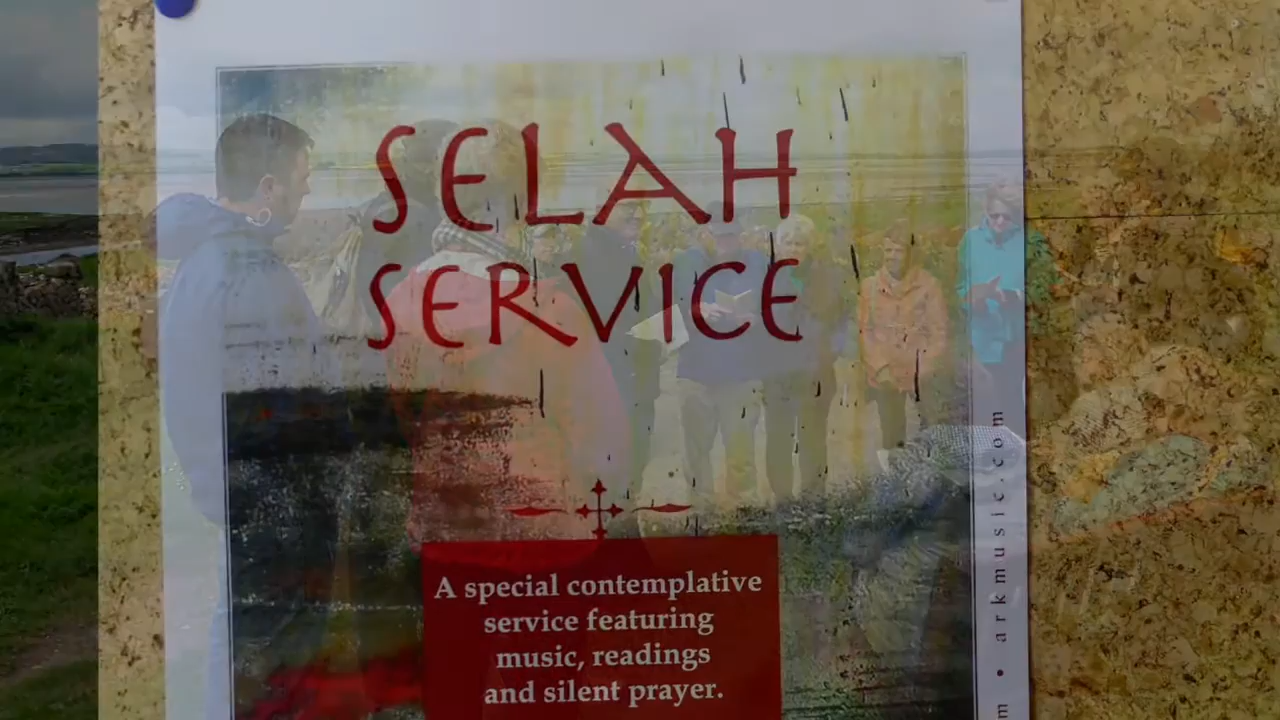 SELAH
SERVICE
A special contemplative
service featuring
music, readings
and silent prayer.
m • arkmusic.com